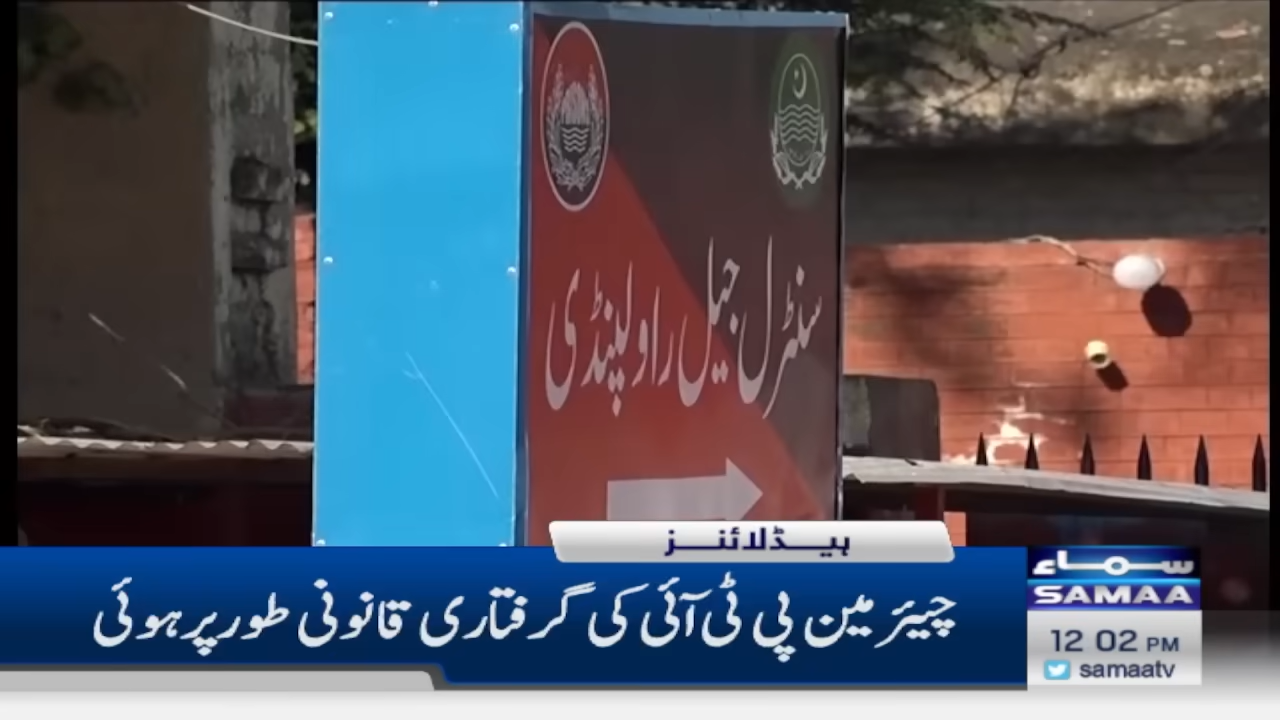 سنٹرل جیل راولپنڈی
ہیڈلائنز
چیئرمین پی ٹی آئی کی گرفتاری قانونی طور پر ہوئی
سماء
SAMAA
12 02 PM
samaatv